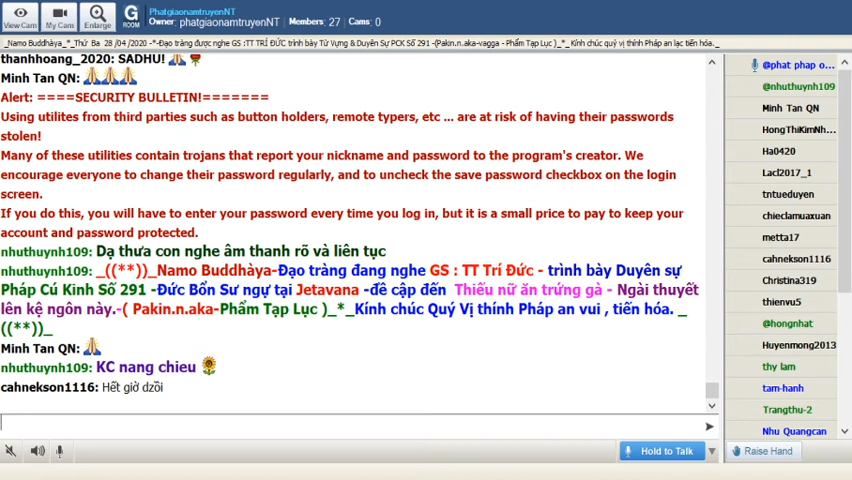 View Cam
My Cam
Enlarge
G
ROOM
PhatgiaonamtruyenNT
Owner: phatgiaonamtruyenNT Members: 27 Cams: 0
_Namo Buddhàya_*_Thứ Ba 28 /04 /2020 -*-Đạo tràng được nghe GS :TT TRÍ ĐỨC trình bày Từ Vựng & Duyên Sự PCK Số 291 -(Pakin.n.aka-vagga - Phẩm Tạp Lục )_*_ Kính chúc quý vị thính Pháp an lạc tiến hóa. _
thanhhoang_2020: SADHU!
Minh Tan QN:
Alert: ====SECURITY BULLETIN!=======
Using utilites from third parties such as button holders, remote typers, etc ... are at risk of having their passwords
stolen!
Many of these utilities contain trojans that report your nickname and password to the program's creator. We
encourage everyone to change their password regularly, and to uncheck the save password checkbox on the login
screen.
If you do this, you will have to enter your password every time you log in, but it is a small price to pay to keep your
account and password protected.
nhuthuynh109: Dạ thưa con nghe âm thanh rõ và liên tục
nhuthuynh109: _((**))_Namo Buddhàya-Đạo tràng đang nghe GS : TT Trí Đức - trình bày Duyên sự
Pháp Cú Kinh Số 291 -Đức Bổn Sư ngự tại Jetavana -đề cập đến Thiếu nữ ăn trứng gà - Ngài thuyết
lên kệ ngôn này.-( Pakin.n.aka-Phẩm Tạp Lục )_*_Kính chúc Quý Vị thính Pháp an vui , tiến hóa. _
((**))_
Minh Tan QN:
nhuthuynh109: KC nang chieu
cahnekson1116: Hết giờ dzồi
@phat phap o...
@nhuthuynh109
Minh Tan QN
HongThiKimNh...
Ha0420
Lacl2017_1
tntueduyen
chieclamuaxuan
metta17
cahnekson1116
Christina319
thienvu5
@hongnhat
Huyenmong2013
thy lam
tam-hanh
Trangthu-2
Nhu Quangcan
Hold to Talk
Raise Hand